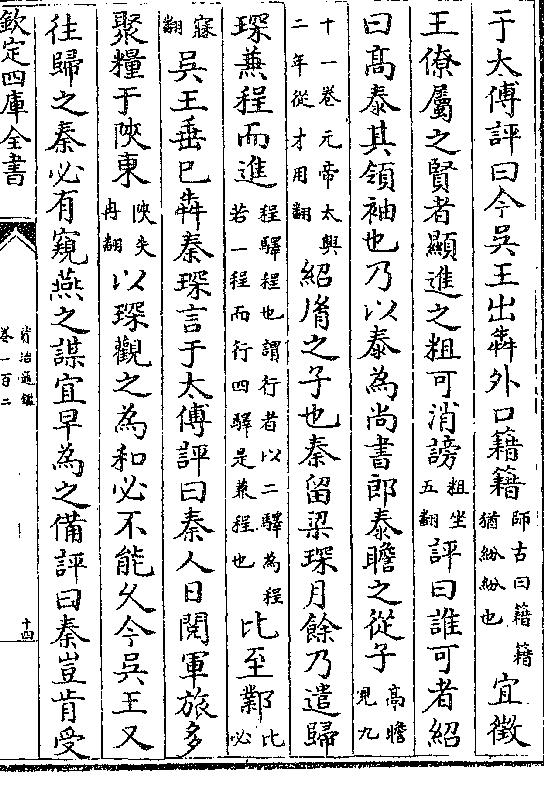 于太傅評曰今吳王出犇外口籍籍師古曰籍籍猶紛紛也宜徵
王僚屬之賢者顯進之粗可消謗粗坐五翻評曰誰可者紹
曰髙泰其領袖也乃以泰為尚書郎泰瞻之從子髙瞻見九
十一卷元帝太興二年從才用翻紹胤之子也秦留梁琛月餘乃遣歸
琛兼程而進程驛程也謂行者以二驛為程若一程而行四驛是兼程也比至鄴比必
寐翻吳王垂已犇秦琛言于太傅評曰秦人日閱軍旅多
聚糧于陜東陜失冉翻以琛觀之為和必不能久今吳王又
往歸之秦必有窺燕之謀宜早為之備評曰秦豈肯受
欽定四庫全書
資治通鑑
卷一百二
十四